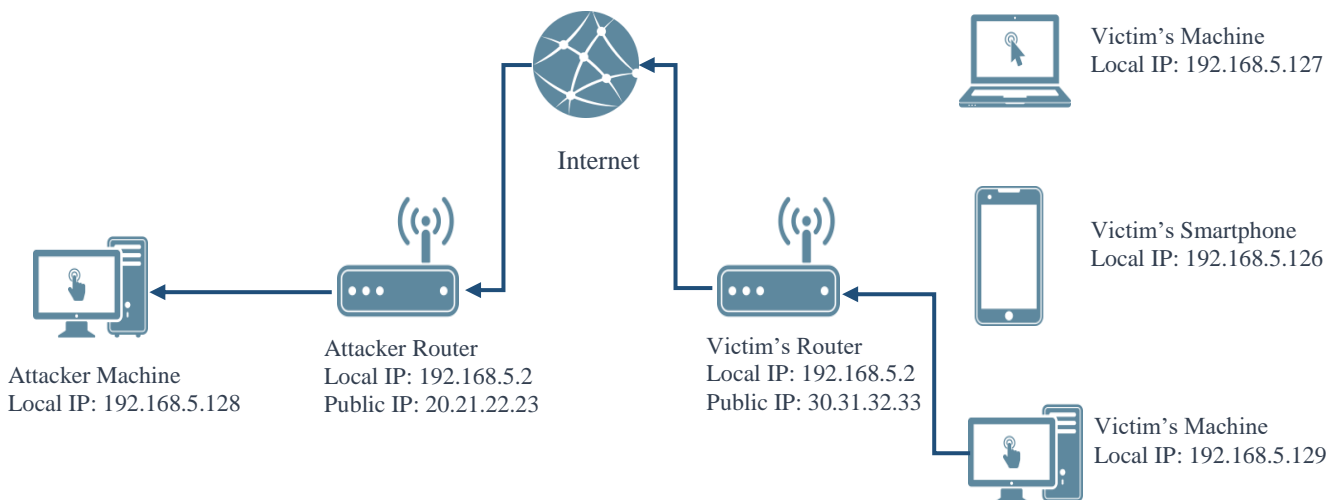 Victim’s Machine
Local IP: 192.168.5.127
Internet
Victim’s Smartphone
Local IP: 192.168.5.126
Attacker Machine
Local IP: 192.168.5.128
Attacker Router
Local IP: 192.168.5.2
Public IP: 20.21.22.23
Victim’s Router
Local IP: 192.168.5.2
Public IP: 30.31.32.33
Victim’s Machine
Local IP: 192.168.5.129